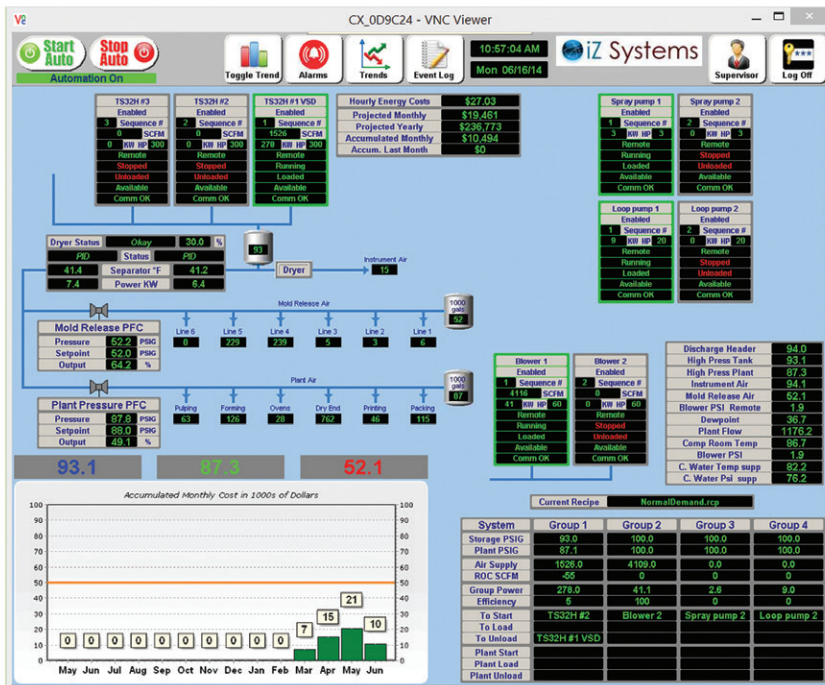 CX_0D9C24 - VNC Viewer
Start Auto
Stop Auto
Automation On
Toggle Trend
Alarms
Trends
Event Log
10:57:04 AM
Mon 06/16/14
iZ Systems
Supervisor
Log Off
TS32H #3
Enabled
3 Sequence #
0 SCFM
0 KW HP 300
Remote
Stopped
Unloaded
Available
Comm OK
TS32H #2
Enabled
2 Sequence #
0 SCFM
0 KW HP 300
Remote
Stopped
Unloaded
Available
Comm OK
TS32H #1 VSD
Enabled
1 Sequence #
1526 SCFM
270 KW HP 300
Remote
Running
Loaded
Available
Comm OK
Hourly Energy Costs $27.03
Projected Monthly $19,461
Projected Yearly $236,773
Accumulated Monthly $10,494
Accum. Last Month $0
Spray pump 1
Enabled
1 Sequence #
3 KW HP 3
Remote
Running
Loaded
Available
Comm OK
Spray pump 2
Enabled
2 Sequence #
0 KW HP 3
Remote
Stopped
Unloaded
Available
Comm OK
Loop pump 1
Enabled
1 Sequence #
9 KW HP 20
Remote
Running
Loaded
Available
Comm OK
Loop pump 2
Enabled
2 Sequence #
0 KW HP 20
Remote
Stopped
Unloaded
Available
Comm OK
Dryer Status Okay 30.0 %
PID Status PID
41.4 Separator °F 41.2
7.4 Power KW 6.4
93
Dryer
Instrument Air
15
Mold Release Air
1000 gals
52
Mold Release PFC
Pressure 52.2 PSIG
Setpoint 52.0 PSIG
Output 64.2 %
Line 6 Line 5 Line 4 Line 3 Line 2 Line 1
0 229 239 5 3 6
Plant Air
1000 gals
87
Plant Pressure PFC
Pressure 87.8 PSIG
Setpoint 88.0 PSIG
Output 49.1 %
Pulping Forming Ovens Dry End Printing Packing
63 126 28 762 46 115
Blower 1
Enabled
1 Sequence #
4116 SCFM
41 KW HP 60
Remote
Running
Loaded
Available
Comm OK
Blower 2
Enabled
2 Sequence #
0 SCFM
0 KW HP 60
Remote
Stopped
Unloaded
Available
Comm OK
Discharge Header 94.0
High Press Tank 93.1
High Press Plant 87.3
Instrument Air 94.1
Mold Release Air 52.1
Blower PSI Remote 1.9
Dewpoint 36.7
Plant Flow 1176.2
Comp Room Temp 86.7
Blower PSI 1.9
C. Water Temp supp 82.2
C. Water Psi supp 76.2
93.1 87.3 52.1
Current Recipe NormalDemand.rcp
Accumulated Monthly Cost in 1000s of Dollars
100 100
90 90
80 80
70 70
60 60
50 50
40 40
30 30
20 20
10 10
0 0
0 0 0 0 0 0 0 0 0 0 7 15 21 10
May Jun Jul Aug Sep Oct Nov Dec Jan Feb Mar Apr May Jun
System Group 1 Group 2 Group 3 Group 4
Storage PSIG 93.0 100.0 100.0 100.0
Plant PSIG 87.1 100.0 100.0 100.0
Air Supply 1526.0 4109.0 0.0 0.0
ROC SCFM -55 0 0 0
Group Power 278.0 41.1 2.6 9.0
Efficiency 5 100 0 0
To Start TS32H #2 Blower 2 Spray pump 2 Loop pump 2
To Load
To Unload TS32H #1 VSD
Plant Start
Plant Load
Plant Unload